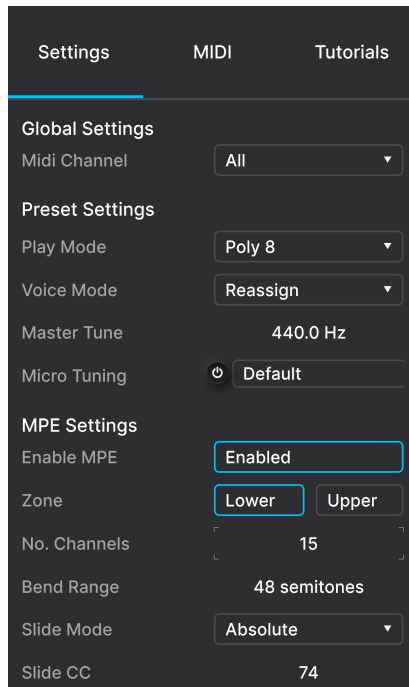 Settings MIDI Tutorials
Global Settings
Midi Channel All
Preset Settings
Play Mode Poly 8
Voice Mode Reassign
Master Tune 440.0 Hz
Micro Tuning Default
MPE Settings
Enable MPE Enabled
Zone Lower Upper
No. Channels 15
Bend Range 48 semitones
Slide Mode Absolute
Slide CC 74